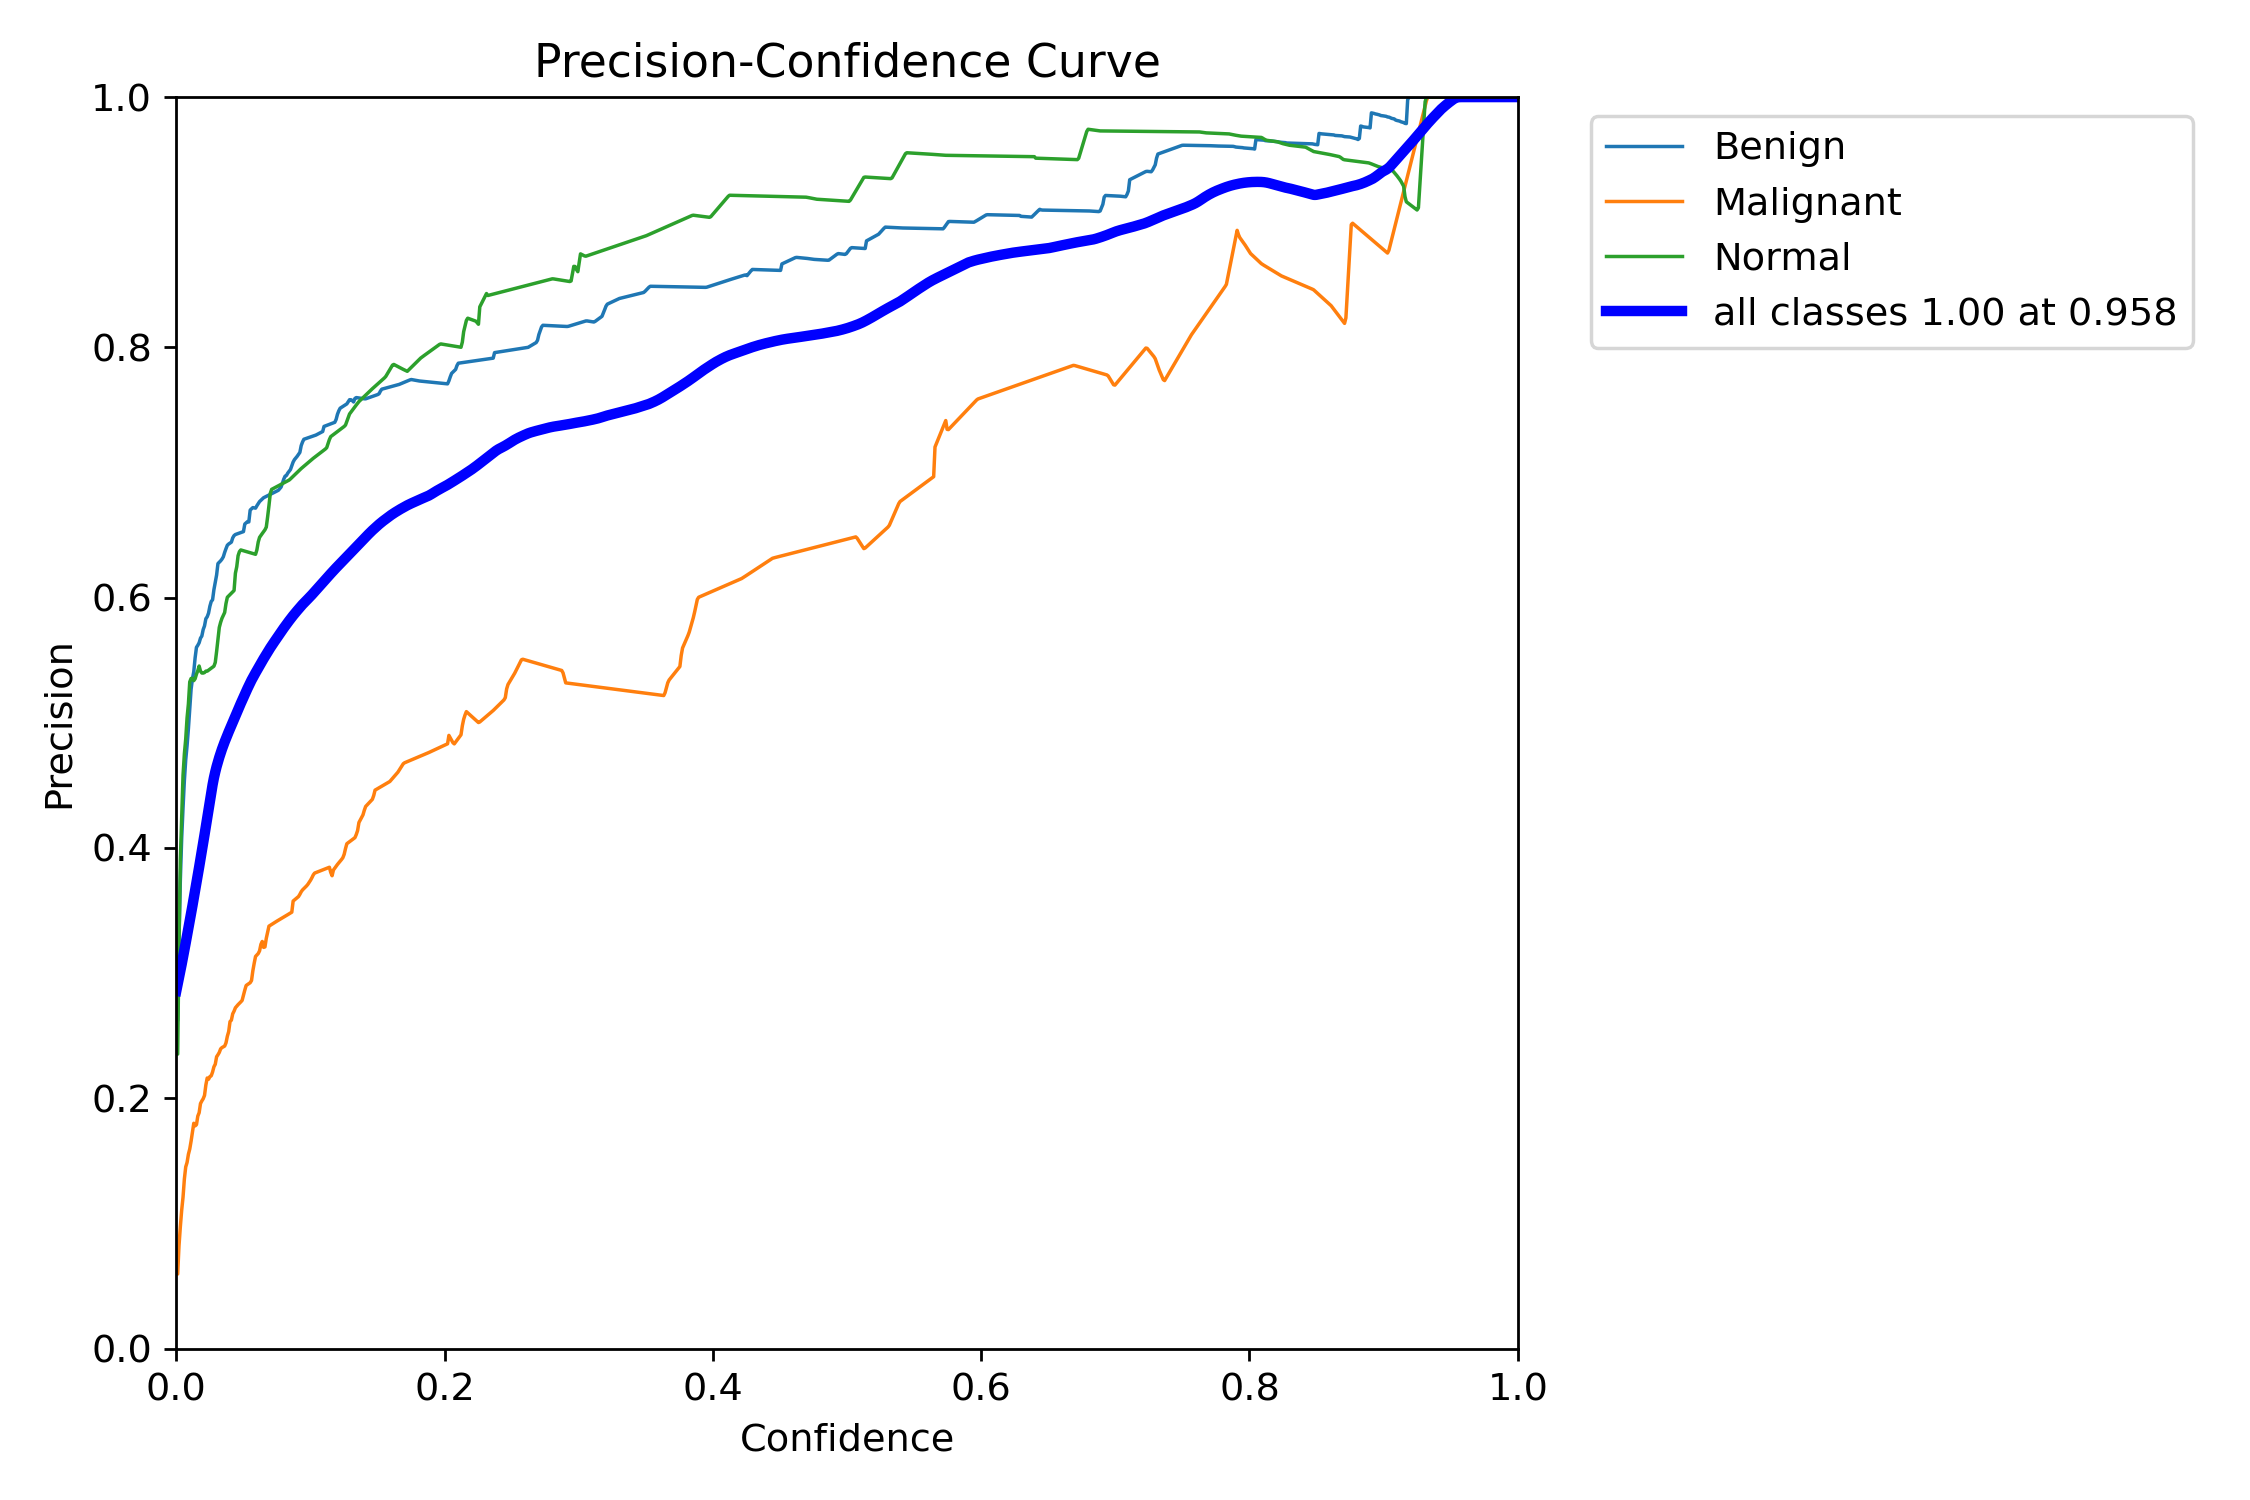 Precision-Confidence Curve
1.0
0.8
0.6
0.4
0.2
0.0
Precision
0.0 0.2 0.4 0.6 0.8 1.0
Confidence
Benign
Malignant
Normal
all classes 1.00 at 0.958